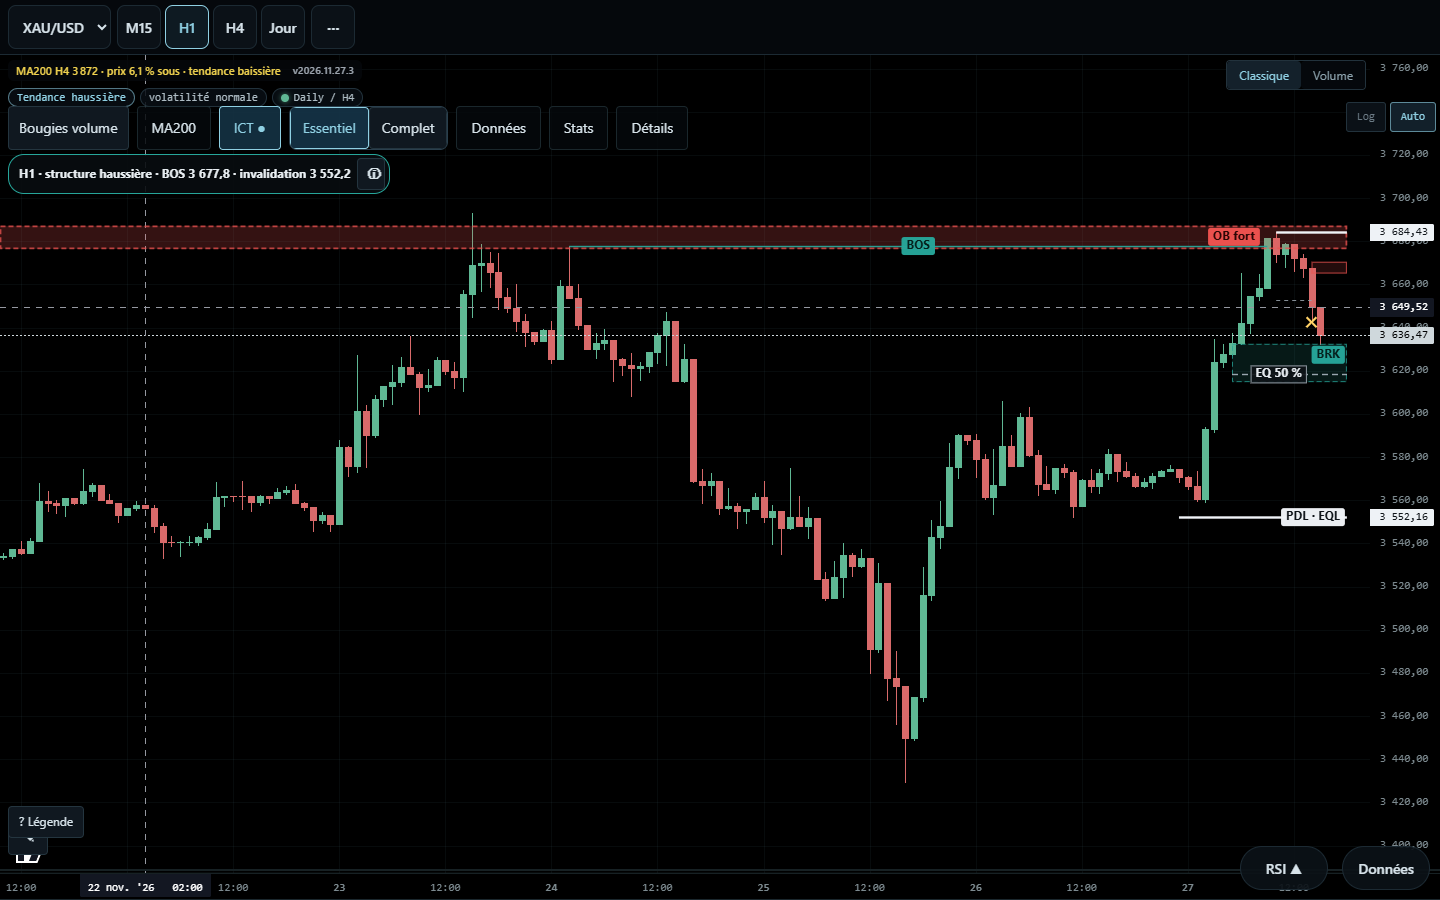 XAU/USD M15 H1 H4 Jour ---
MA200 H4 3 872 · prix 6,1 % sous · tendance baissière v2026.11.27.3
Tendance haussière volatilité normale Daily / H4
Classique Volume
Log Auto
Bougies volume MA200 ICT Essentiel Complet Données Stats Détails
H1 · structure haussière · BOS 3 677,8 · invalidation 3 552,2
3 760,00
3 720,00
3 700,00
3 684,43
BOS
OB fort
3 660,00
3 649,52
3 636,47
BRK
3 620,00
EQ 50 %
3 600,00
3 580,00
3 560,00
PDL · EQL
3 552,16
3 540,00
3 520,00
3 500,00
3 480,00
3 460,00
3 440,00
3 420,00
3 400,00
? Légende
RSI ▲ Données
12:00 22 nov. '26 02:00 12:00 23 12:00 24 12:00 25 12:00 26 12:00 27